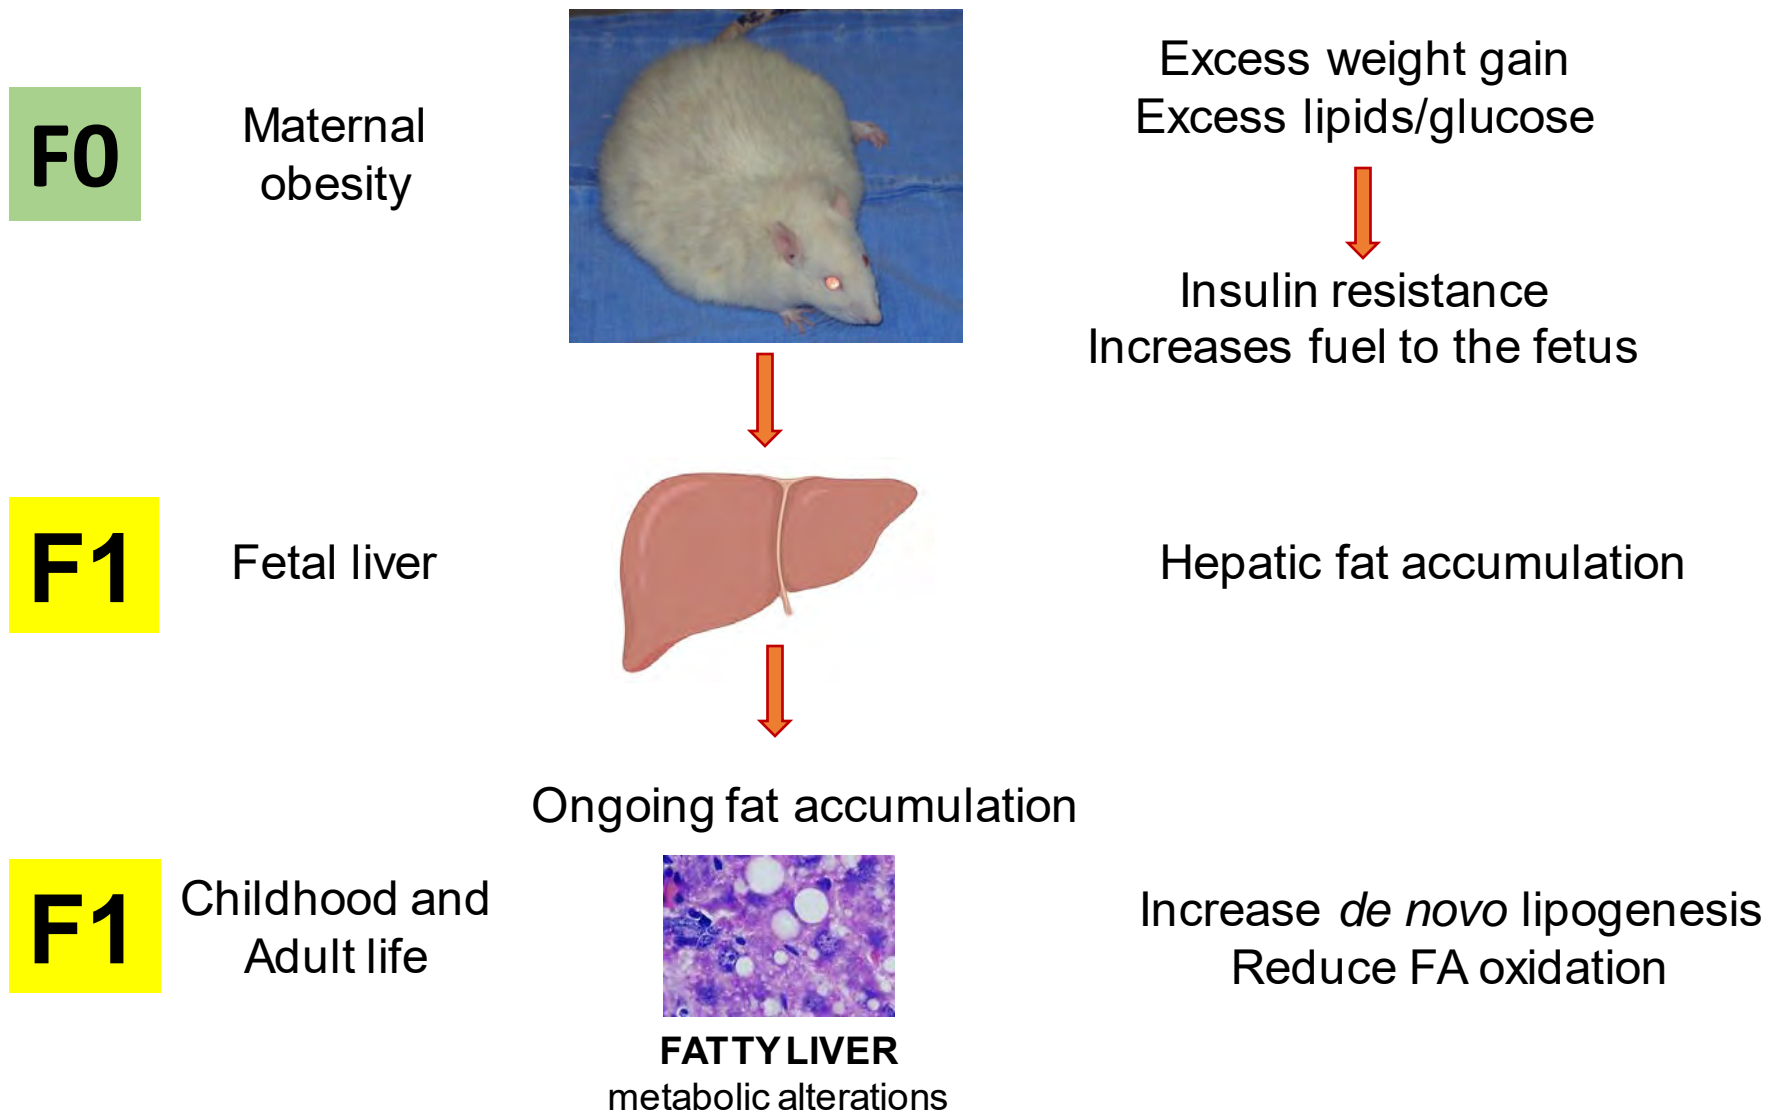 F0
Maternal
obesity
Excess weight gain
Excess lipids/glucose
Insulin resistance
Increases fuel to the fetus
F1
Fetal liver
Hepatic fat accumulation
Ongoing fat accumulation
F1
Childhood and
Adult life
Increase de novo lipogenesis
Reduce FA oxidation
FATTY LIVER
metabolic alterations